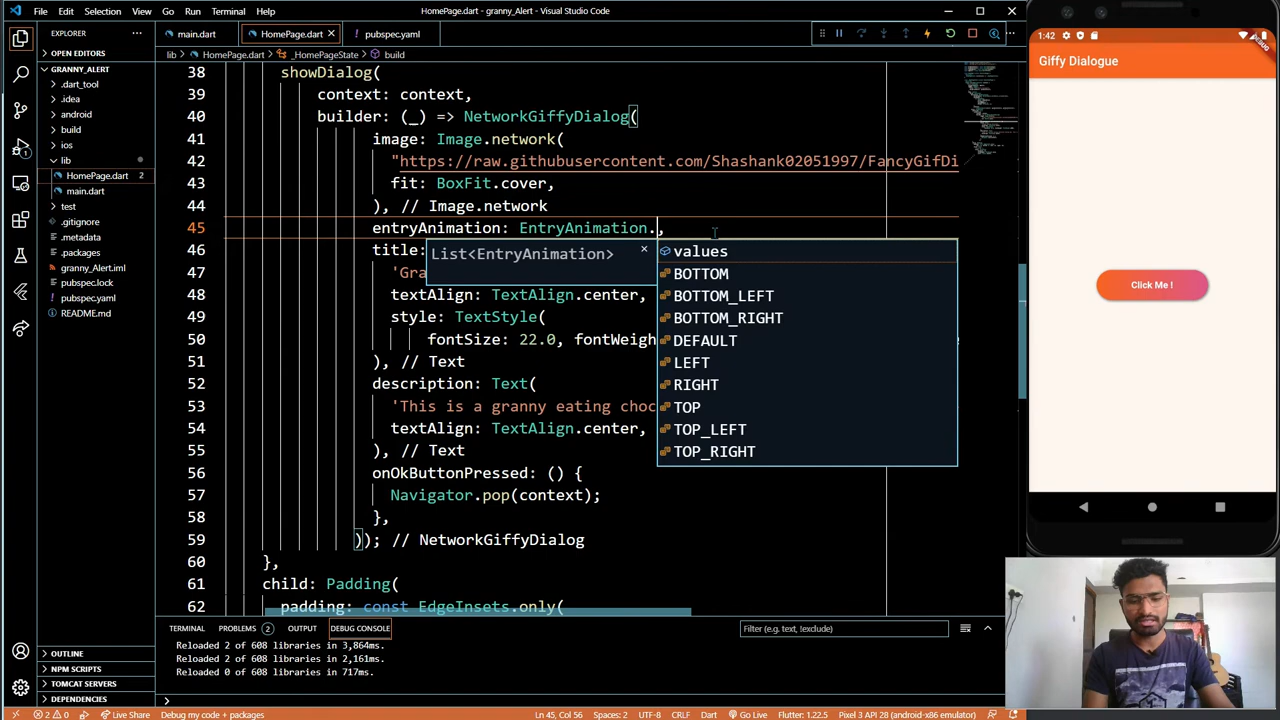 File Edit Selection View Go Run Terminal Help
HomePage.dart - granny_Alert - Visual Studio Code
EXPLORER
main.dart
HomePage.dart
pubspec.yaml
OPEN EDITORS
lib > HomePage.dart > _HomePageState > build
GRANNY_ALERT
.dart_tool
.idea
android
build
ios
lib
HomePage.dart 2
main.dart
test
.gitignore
.metadata
.packages
granny_Alert.iml
pubspec.lock
pubspec.yaml
README.md
OUTLINE
NPM SCRIPTS
TOMCAT SERVERS
DEPENDENCIES
38 showDialog(
39 context: context,
40 builder: (_) => NetworkGiffyDialog(
41 image: Image.network(
42 "https://raw.githubusercontent.com/Shashank02051997/FancyGifDi
43 fit: BoxFit.cover,
44 ), // Image.network
45 entryAnimation: EntryAnimation.,
46 title:
47 'Gra
48 textAlign: TextAlign.center,
49 style: TextStyle(
50 fontSize: 22.0, fontWeigh
51 ), // Text
52 description: Text(
53 'This is a granny eating choc
54 textAlign: TextAlign.center,
55 ), // Text
56 onOkButtonPressed: () {
57 Navigator.pop(context);
58 },
59 )); // NetworkGiffyDialog
60 },
61 child: Padding(
62 padding: const EdgeInsets.only(
List<EntryAnimation>
values
BOTTOM
BOTTOM_LEFT
BOTTOM_RIGHT
DEFAULT
LEFT
RIGHT
TOP
TOP_LEFT
TOP_RIGHT
TERMINAL PROBLEMS 2 OUTPUT DEBUG CONSOLE
Filter (e.g. text, !exclude)
Reloaded 2 of 608 libraries in 3,864ms.
Reloaded 2 of 608 libraries in 2,161ms.
Reloaded 0 of 608 libraries in 717ms.
2 0 Live Share Debug my code + packages
Ln 45, Col 56 Spaces: 2 UTF-8 CRLF Dart Go Live Flutter: 1.22.5 Pixel 3 API 28 (android-x86 emulator)
1:42
DEBUG
Giffy Dialogue
Click Me !